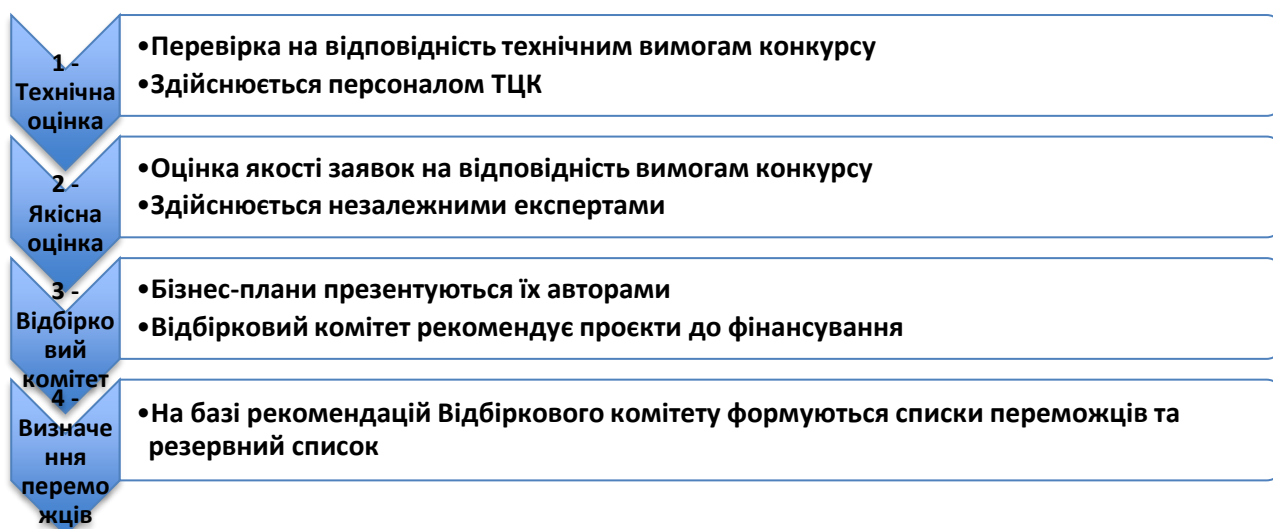 1 -
Технічна
оцінка
•Перевірка на відповідність технічним вимогам конкурсу
•Здійснюється персоналом ТЦК
2 -
Якісна
оцінка
•Оцінка якості заявок на відповідність вимогам конкурсу
•Здійснюється незалежними експертами
3 -
Відбірко
вий
комітет
•Бізнес-плани презентуються їх авторами
•Відбірковий комітет рекомендує проєкти до фінансування
4 -
Визначе
ння
перемо
жців
•На базі рекомендацій Відбіркового комітету формуються списки переможців та
резервний список